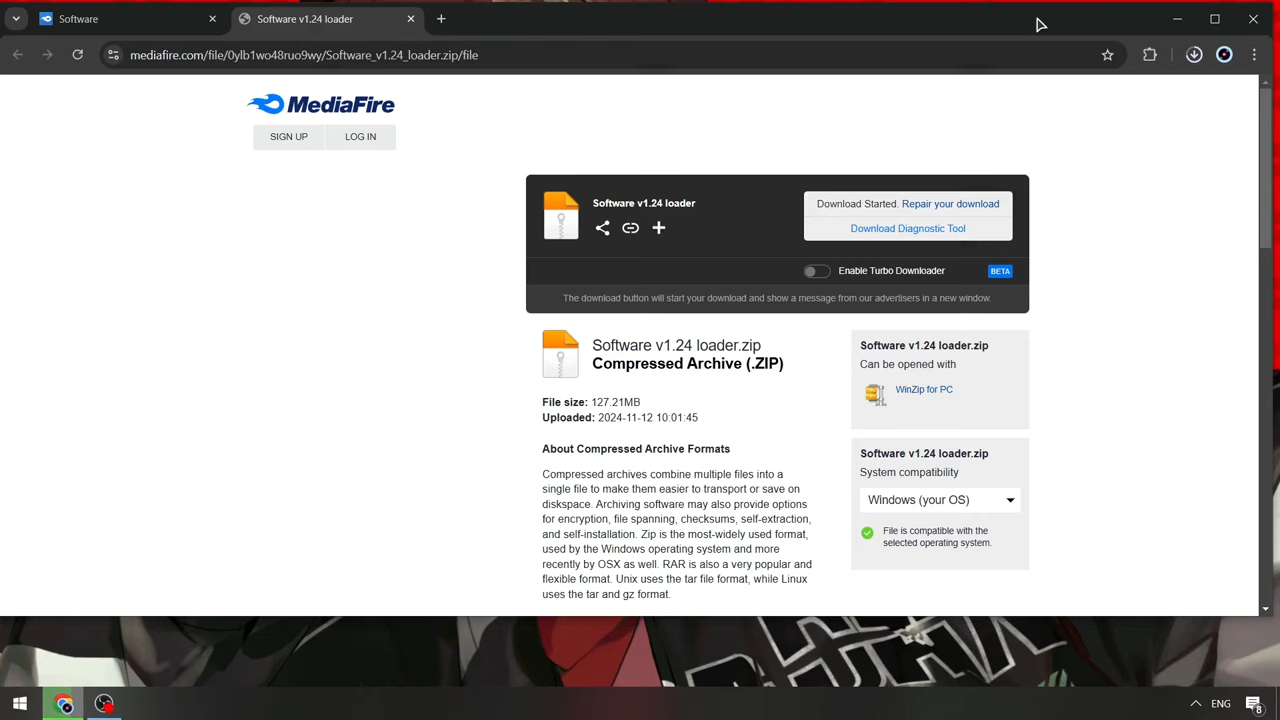 Software
Software v1.24 loader
mediafire.com/file/0ylb1wo48ruo9wy/Software_v1.24_loader.zip/file
MediaFire
SIGN UP
LOG IN
Software v1.24 loader
Download Started. Repair your download
Download Diagnostic Tool
Enable Turbo Downloader
BETA
The download button will start your download and show a message from our advertisers in a new window.
Software v1.24 loader.zip
Compressed Archive (.ZIP)
File size: 127.21MB
Uploaded: 2024-11-12 10:01:45
About Compressed Archive Formats
Compressed archives combine multiple files into a
single file to make them easier to transport or save on
diskspace. Archiving software may also provide options
for encryption, file spanning, checksums, self-extraction,
and self-installation. Zip is the most-widely used format,
used by the Windows operating system and more
recently by OSX as well. RAR is also a very popular and
flexible format. Unix uses the tar file format, while Linux
uses the tar and gz format.
Software v1.24 loader.zip
Can be opened with
WinZip for PC
Software v1.24 loader.zip
System compatibility
Windows (your OS)
File is compatible with the
selected operating system.
ENG
8